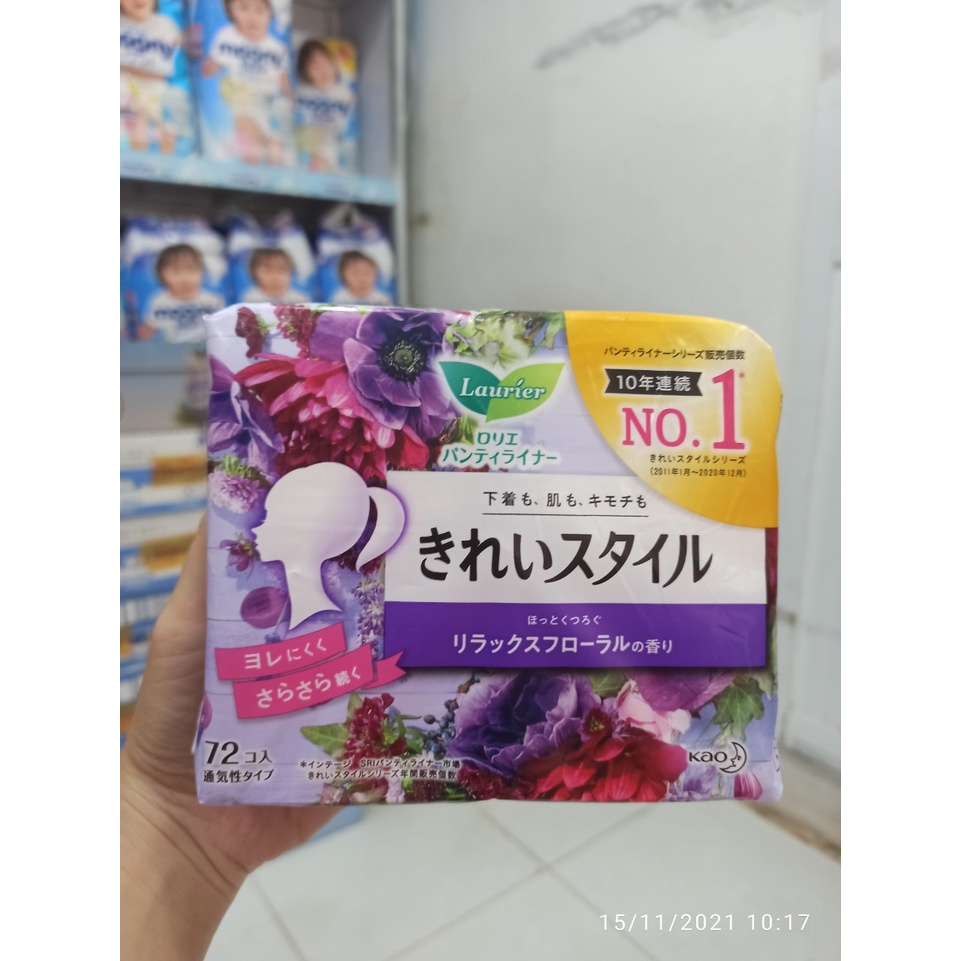 moony
moony
Laurier
ロリエ
パンティライナー
パンティライナーシリーズ販売個数
10年連続
NO.1*
きれいスタイルシリーズ
(2011年1月〜2020年12月)
下着も、肌も、キモチも
きれいスタイル
ほっとくつろぐ
リラックスフローラルの香り
ヨレにくく
さらさら続く
72コ入
通気性タイプ
*インテージ SRIパンティライナー市場
きれいスタイルシリーズ年間販売個数
Kao
15/11/2021 10:17